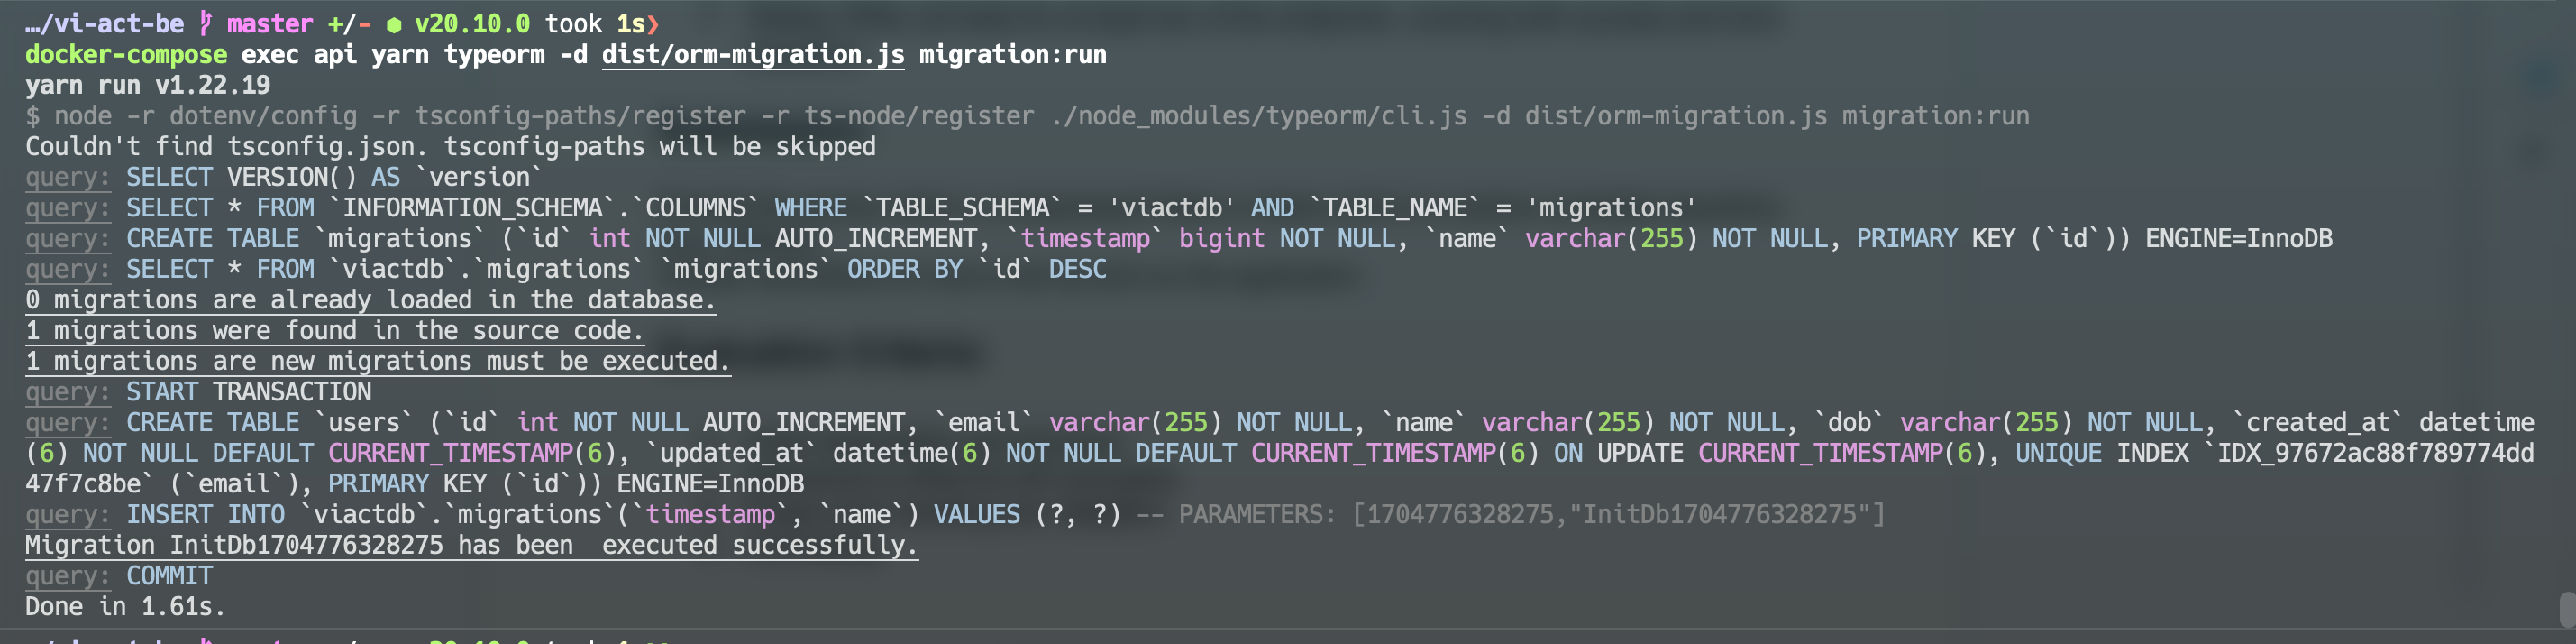 …/vi-act-be master +/- ⬢ v20.10.0 took 1s❯
docker-compose exec api yarn typeorm -d dist/orm-migration.js migration:run
yarn run v1.22.19
$ node -r dotenv/config -r tsconfig-paths/register -r ts-node/register ./node_modules/typeorm/cli.js -d dist/orm-migration.js migration:run
Couldn't find tsconfig.json. tsconfig-paths will be skipped
query: SELECT VERSION() AS `version`
query: SELECT * FROM `INFORMATION_SCHEMA`.`COLUMNS` WHERE `TABLE_SCHEMA` = 'viactdb' AND `TABLE_NAME` = 'migrations'
query: CREATE TABLE `migrations` (`id` int NOT NULL AUTO_INCREMENT, `timestamp` bigint NOT NULL, `name` varchar(255) NOT NULL, PRIMARY KEY (`id`)) ENGINE=InnoDB
query: SELECT * FROM `viactdb`.`migrations` `migrations` ORDER BY `id` DESC
0 migrations are already loaded in the database.
1 migrations were found in the source code.
1 migrations are new migrations must be executed.
query: START TRANSACTION
query: CREATE TABLE `users` (`id` int NOT NULL AUTO_INCREMENT, `email` varchar(255) NOT NULL, `name` varchar(255) NOT NULL, `dob` varchar(255) NOT NULL, `created_at` datetime
(6) NOT NULL DEFAULT CURRENT_TIMESTAMP(6), `updated_at` datetime(6) NOT NULL DEFAULT CURRENT_TIMESTAMP(6) ON UPDATE CURRENT_TIMESTAMP(6), UNIQUE INDEX `IDX_97672ac88f789774dd
47f7c8be` (`email`), PRIMARY KEY (`id`)) ENGINE=InnoDB
query: INSERT INTO `viactdb`.`migrations`(`timestamp`, `name`) VALUES (?, ?) -- PARAMETERS: [1704776328275,"InitDb1704776328275"]
Migration InitDb1704776328275 has been  executed successfully.
query: COMMIT
Done in 1.61s.